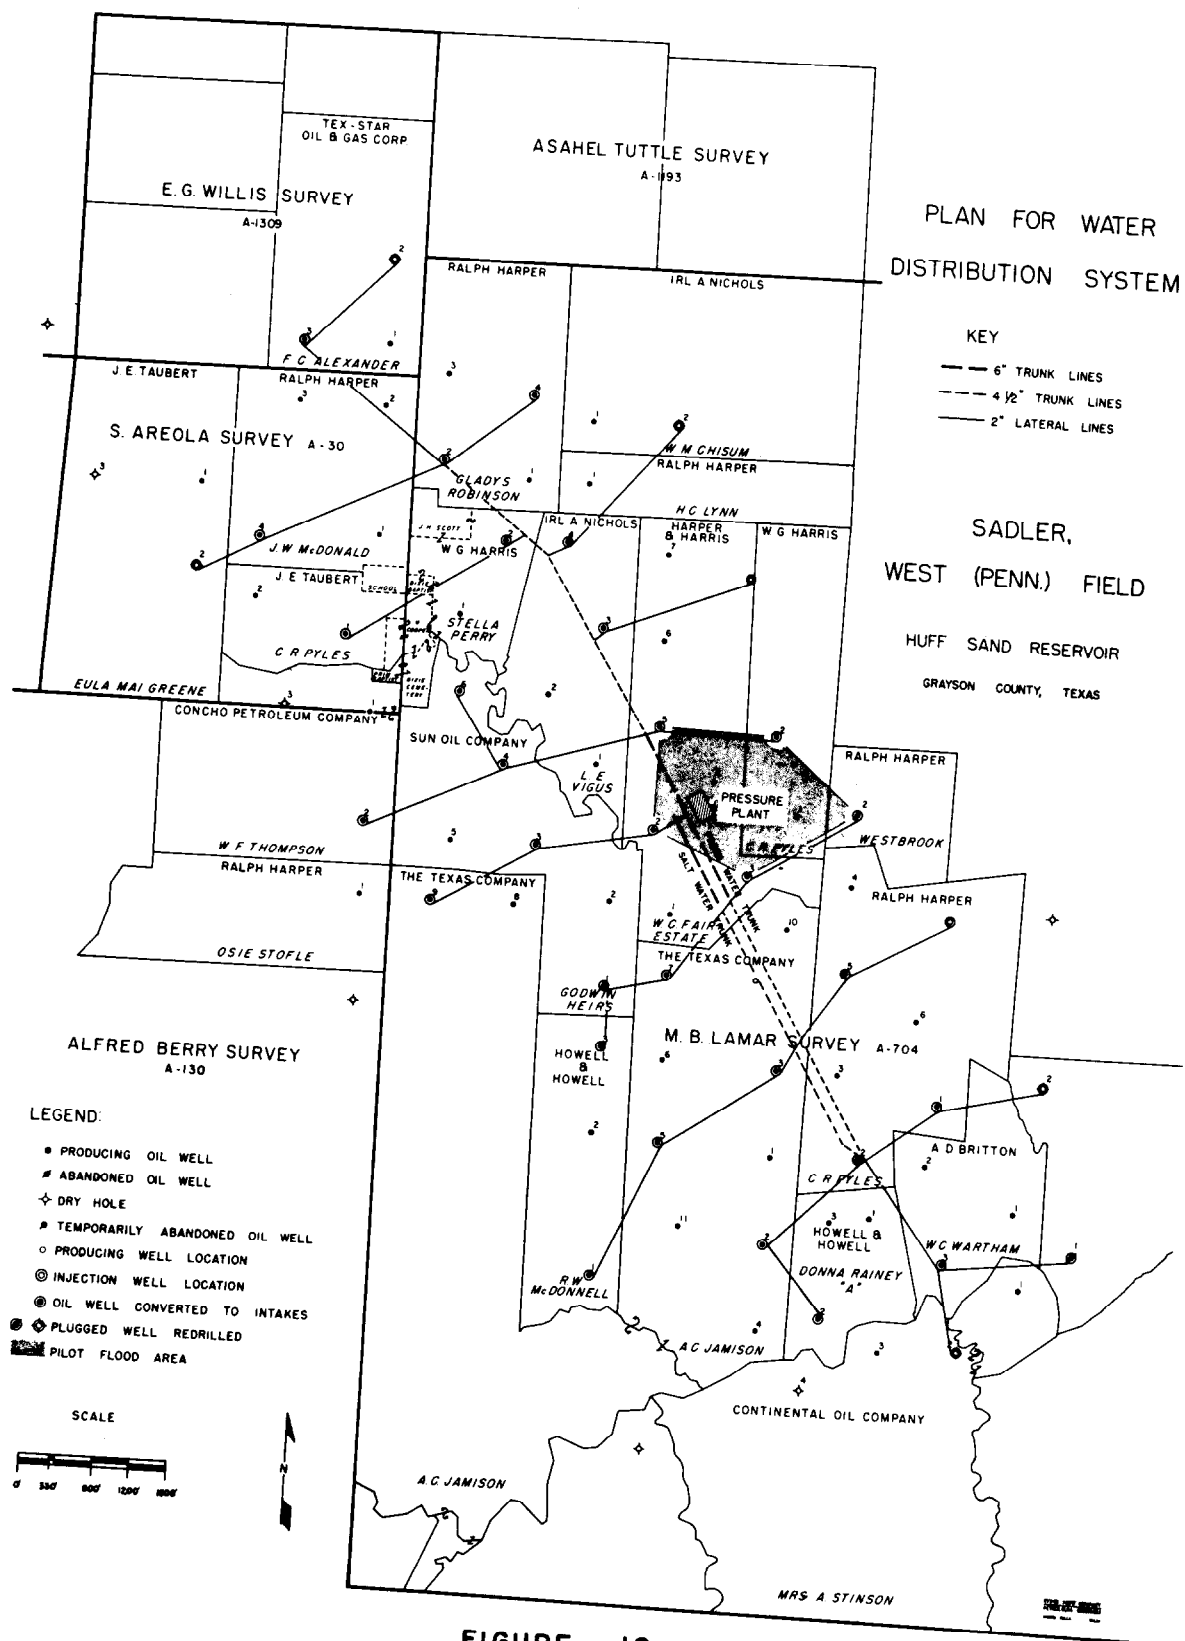 TEX-STAR
OIL & GAS CORP.
ASAHEL TUTTLE SURVEY
A-1193
E. G. WILLIS SURVEY
A-1309
PLAN FOR WATER
DISTRIBUTION SYSTEM
KEY
6" TRUNK LINES
4 1/2" TRUNK LINES
2" LATERAL LINES
SADLER,
WEST (PENN.) FIELD
HUFF SAND RESERVOIR
GRAYSON COUNTY, TEXAS
RALPH HARPER
IRL A NICHOLS
F C ALEXANDER
J. E. TAUBERT
RALPH HARPER
S. AREOLA SURVEY A-30
W M CHISUM
RALPH HARPER
GLADYS
ROBINSON
H C LYNN
IRL A NICHOLS
HARPER
& HARRIS
W G HARRIS
J. H. SCOTT
W G HARRIS
J. W. McDONALD
J. E TAUBERT
SCHOOL
STELLA
PERRY
C R PYLES
DIXIE
CEME-
TERY
EULA MAI GREENE
CONCHO PETROLEUM COMPANY
SUN OIL COMPANY
L. E
VIGUS
PRESSURE
PLANT
C R PYLES
RALPH HARPER
WESTBROOK
W F THOMPSON
RALPH HARPER
THE TEXAS COMPANY
SALT WATER TRUNK
WATER TRUNK
RALPH HARPER
OSIE STOFLE
W C FAIR
ESTATE
THE TEXAS COMPANY
GODWIN
HEIRS
HOWELL
&
HOWELL
M. B. LAMAR SURVEY A-704
ALFRED BERRY SURVEY
A-130
A D BRITTON
C R PYLES
HOWELL &
HOWELL
W C WARTHAM
DONNA RAINEY
"A"
R W
McDONNELL
A C JAMISON
CONTINENTAL OIL COMPANY
A.C. JAMISON
MRS A STINSON
LEGEND:
PRODUCING OIL WELL
ABANDONED OIL WELL
DRY HOLE
TEMPORARILY ABANDONED OIL WELL
PRODUCING WELL LOCATION
INJECTION WELL LOCATION
OIL WELL CONVERTED TO INTAKES
PLUGGED WELL REDRILLED
PILOT FLOOD AREA
SCALE
N
FIGURE